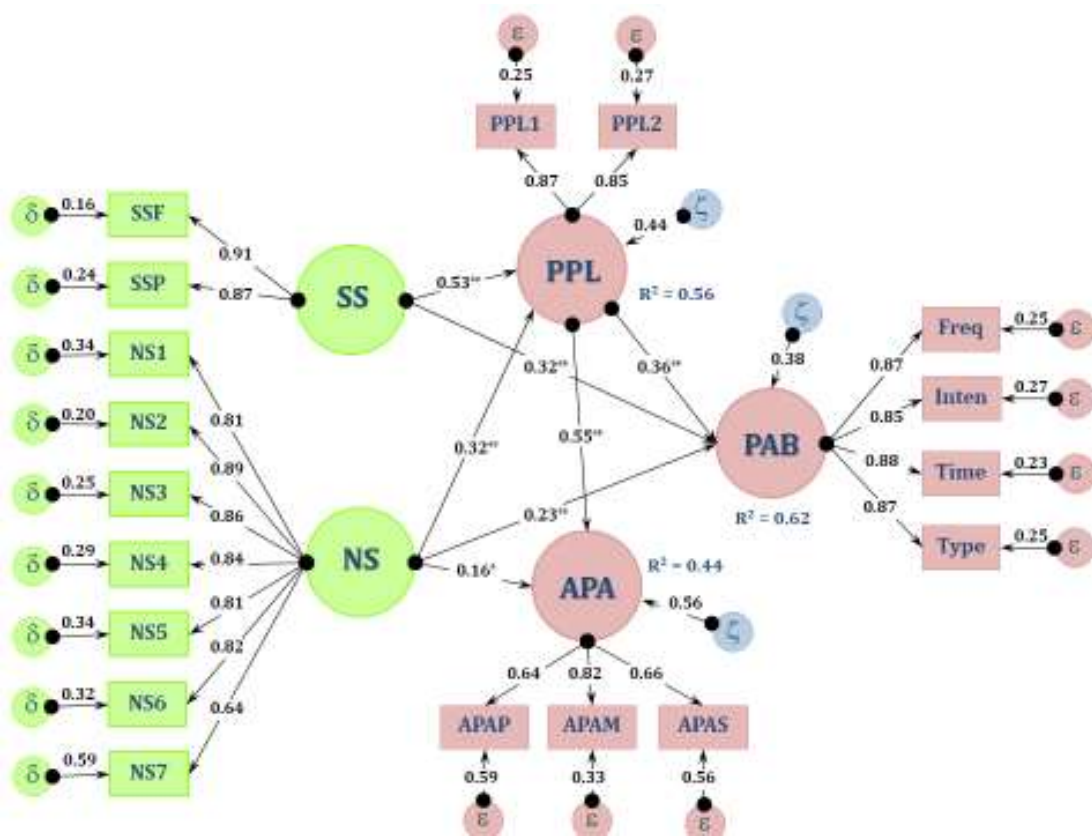 ε ε
0.25 0.27
PPL1 PPL2
0.87 0.85
δ 0.16 SSF
0.91
δ 0.24 SSP
0.87
SS
0.53**
PPL
0.44 ζ
R² = 0.56
δ 0.34 NS1
0.81
δ 0.20 NS2
0.89
δ 0.25 NS3
0.86
δ 0.29 NS4
0.84
δ 0.34 NS5
0.81
δ 0.32 NS6
0.82
δ 0.59 NS7
0.64
NS
0.32**
0.32**
0.36**
0.55**
0.23**
0.16*
ζ
0.38
PAB
R² = 0.62
0.87 Freq 0.25 ε
0.85 Inten 0.27 ε
0.88 Time 0.23 ε
0.87 Type 0.25 ε
R² = 0.44
APA
0.56
ζ
0.64 0.82 0.66
APAP APAM APAS
0.59 0.33 0.56
ε ε ε